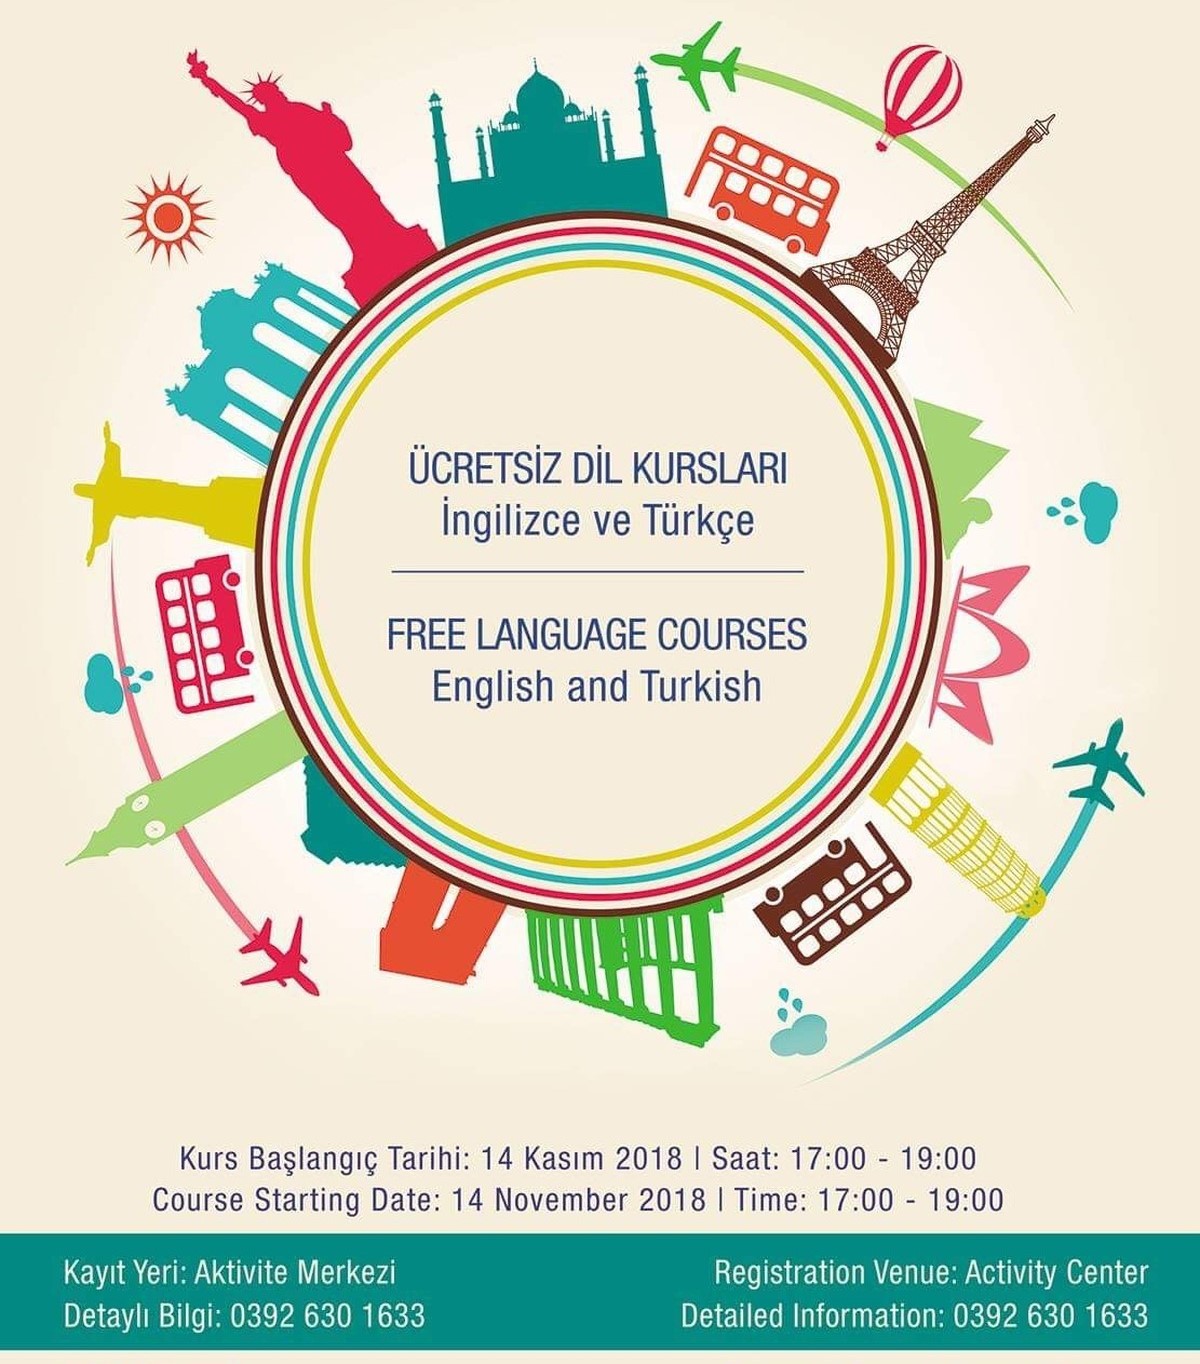 ÜCRETSİZ DİL KURSLARI
İngilizce ve Türkçe
FREE LANGUAGE COURSES
English and Turkish
Kurs Başlangıç Tarihi: 14 Kasım 2018 | Saat: 17:00 - 19:00
Course Starting Date: 14 November 2018 | Time: 17:00 - 19:00
Kayıt Yeri: Aktivite Merkezi
Detaylı Bilgi: 0392 630 1633
Registration Venue: Activity Center
Detailed Information: 0392 630 1633